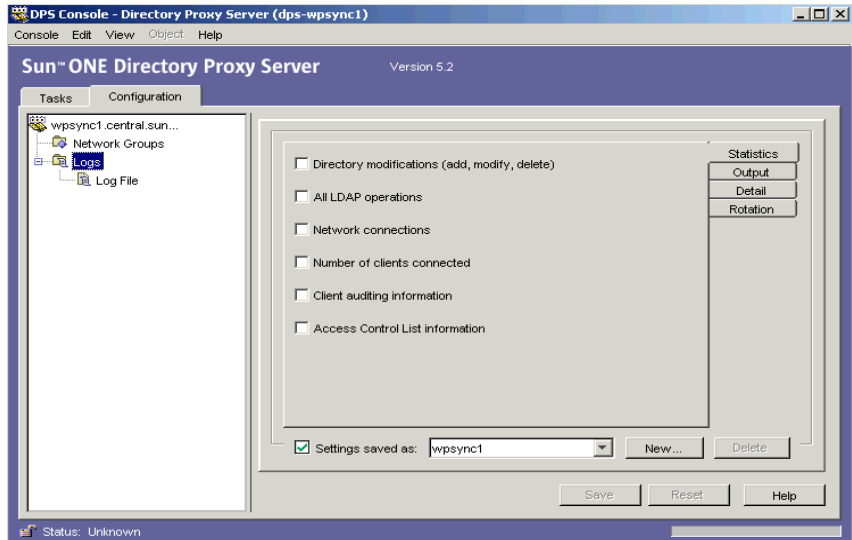 DPS Console - Directory Proxy Server (dps-wpsync1)
Console Edit View Object Help
Sun™ ONE Directory Proxy Server Version 5.2
Tasks Configuration
wpsync1.central.sun...
Network Groups
Logs
Log File
Statistics
Output
Detail
Rotation
Directory modifications (add, modify, delete)
All LDAP operations
Network connections
Number of clients connected
Client auditing information
Access Control List information
Settings saved as: wpsync1 New... Delete
Save Reset Help
Status: Unknown